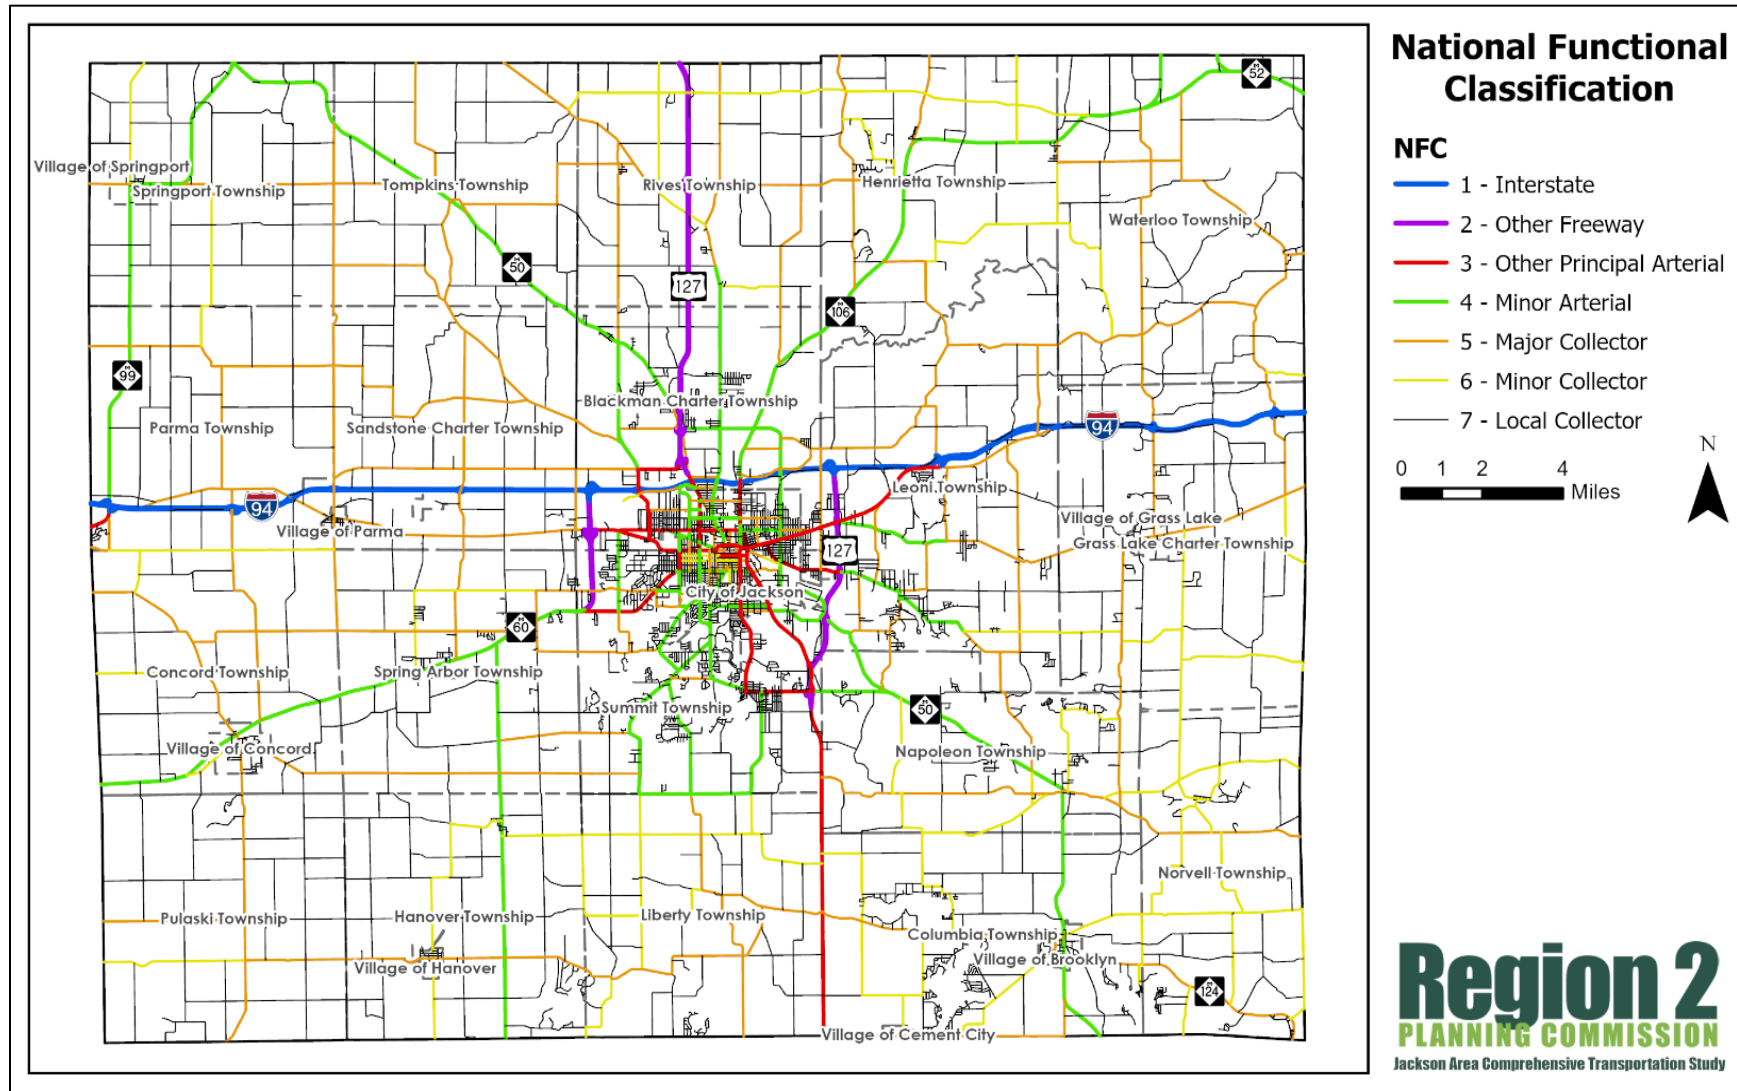 National Functional
Classification
NFC
1 - Interstate
2 - Other Freeway
3 - Other Principal Arterial
4 - Minor Arterial
5 - Major Collector
6 - Minor Collector
7 - Local Collector
N
0 1 2 4
Miles
M 52
Village of Springport
Springport Township
Tompkins Township
Rives Township
Henrietta Township
Waterloo Township
M 50
127
M 106
M 99
Blackman Charter Township
Parma Township
Sandstone Charter Township
94
94
Leoni Township
Village of Parma
Village of Grass Lake
Grass Lake Charter Township
127
City of Jackson
M 60
Concord Township
Spring Arbor Township
Summit Township
M 50
Village of Concord
Napoleon Township
Norvell Township
Pulaski Township
Hanover Township
Liberty Township
Columbia Township
Village of Brooklyn
Village of Hanover
M 124
Village of Cement City
Region 2
PLANNING COMMISSION
Jackson Area Comprehensive Transportation Study